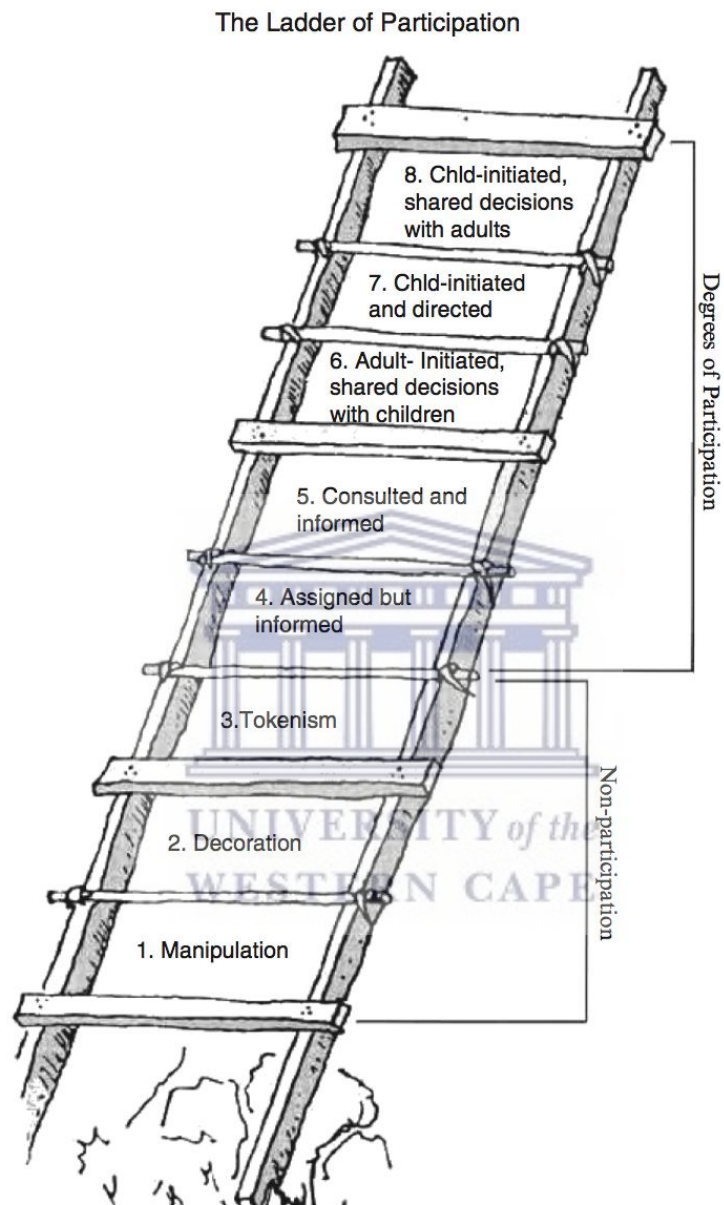 The Ladder of Participation
8. Chld-initiated,
shared decisions
with adults
7. Chld-initiated
and directed
6. Adult- Initiated,
shared decisions
with children
5. Consulted and
informed
4. Assigned but
informed
3.Tokenism
2. Decoration
1. Manipulation
Degrees of Participation
Non-participation
UNIVERSITY of the
WESTERN CAPE